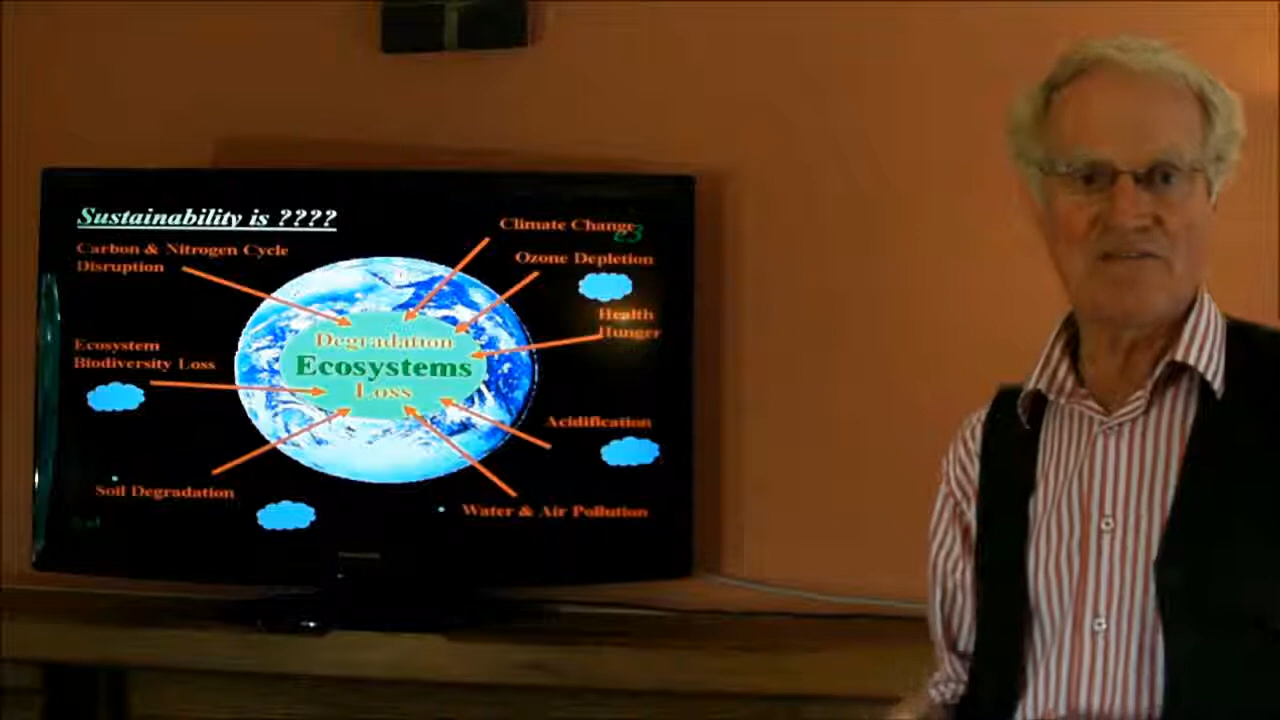 Sustainability is ????
Climate Change
e3
Carbon & Nitrogen Cycle
Disruption
Ozone Depletion
Health
Hunger
Degradation
Ecosystems
Loss
Ecosystem
Biodiversity Loss
Acidification
Soil Degradation
Water & Air Pollution